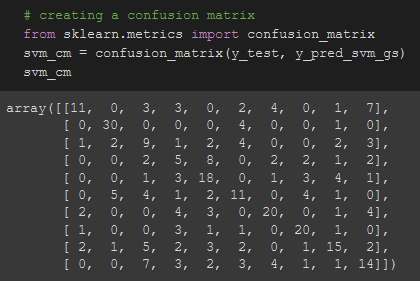 # creating a confusion matrix
from sklearn.metrics import confusion_matrix
svm_cm = confusion_matrix(y_test, y_pred_svm_gs)
svm_cm
array([[11,  0,  3,  3,  0,  2,  4,  0,  1,  7],
       [ 0, 30,  0,  0,  0,  4,  0,  0,  1,  0],
       [ 1,  2,  9,  1,  2,  4,  0,  0,  2,  3],
       [ 0,  0,  2,  5,  8,  0,  2,  2,  1,  2],
       [ 0,  0,  1,  3, 18,  0,  1,  3,  4,  1],
       [ 0,  5,  4,  1,  2, 11,  0,  4,  1,  0],
       [ 2,  0,  0,  4,  3,  0, 20,  0,  1,  4],
       [ 1,  0,  0,  3,  1,  1,  0, 20,  1,  0],
       [ 2,  1,  5,  2,  3,  2,  0,  1, 15,  2],
       [ 0,  0,  7,  3,  2,  3,  4,  1,  1, 14]])